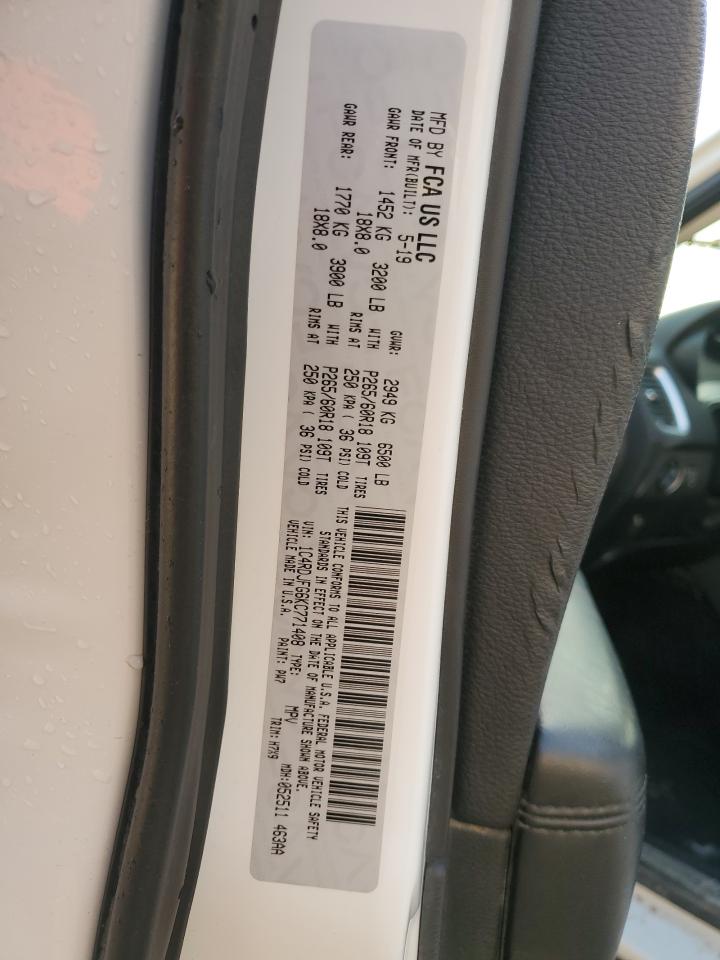 MFD BY FCA US LLC
DATE OF MFR(BUILT): 5-19 GVWR: 2949 KG 6500 LB
GAWR FRONT: 1452 KG 3200 LB WITH P265/60R18 109T TIRES
18X8.0 RIMS AT 250 KPA ( 36 PSI) COLD
GAWR REAR: 1770 KG 3900 LB WITH P265/60R18 109T TIRES
18X8.0 RIMS AT 250 KPA ( 36 PSI) COLD
THIS VEHICLE CONFORMS TO ALL APPLICABLE U.S.A. FEDERAL MOTOR VEHICLE SAFETY
STANDARDS IN EFFECT ON THE DATE OF MANUFACTURE SHOWN ABOVE.
VIN: 1C4RDJFG6KC771408 TYPE: MPV MDH:052511 463AA
VEHICLE MADE IN U.S.A. PAINT: PW7 TRIM: H7X9